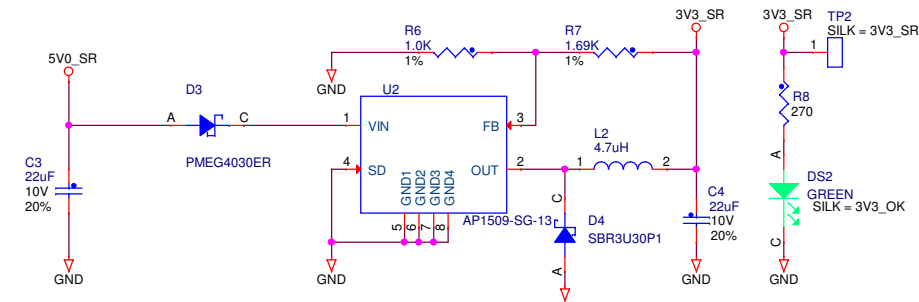 5V0_SR
D3
A
C
PMEG4030ER
C3
22uF
10V
20%
GND
GND
R6
1.0K
1%
R7
1.69K
1%
U2
1
VIN
FB
3
4
SD
OUT
2
GND1
GND2
GND3
GND4
5
6
7
8
AP1509-SG-13
GND
L2
4.7uH
1
2
C
D4
SBR3U30P1
A
3V3_SR
C4
22uF
10V
20%
GND
3V3_SR
TP2
SILK = 3V3_SR
1
R8
270
A
DS2
GREEN
SILK = 3V3_OK
C
GND